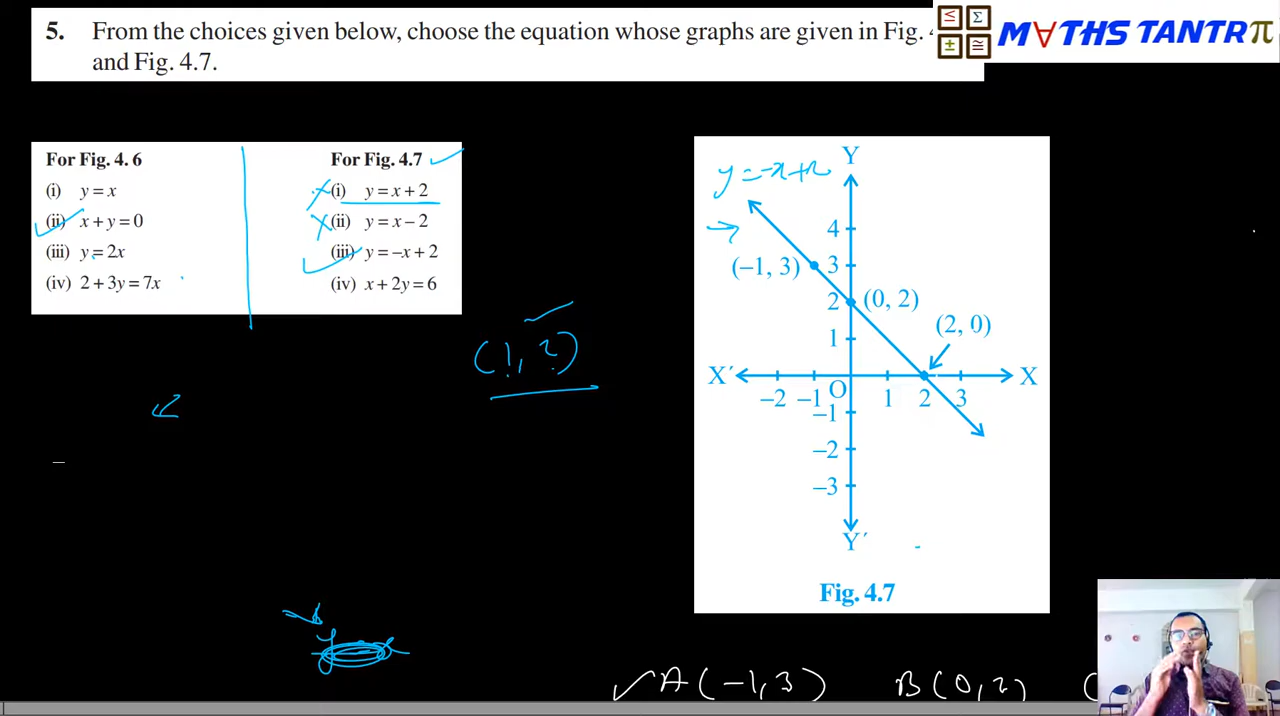 5. From the choices given below, choose the equation whose graphs are given in Fig. 4
and Fig. 4.7.
≤ Σ ± ≅ M∀THS TANTRπ
For Fig. 4. 6
(i) y = x
(ii) x + y = 0
(iii) y = 2x
(iv) 2 + 3y = 7x
For Fig. 4.7
(i) y = x + 2
(ii) y = x – 2
(iii) y = –x + 2
(iv) x + 2y = 6
Y
4
(–1, 3) 3
2 (0, 2)
(2, 0)
1
X′ –2 –1 O 1 2 3 X
–1
–2
–3
Y′
Fig. 4.7
✓A(-1,3) B(0,2) (